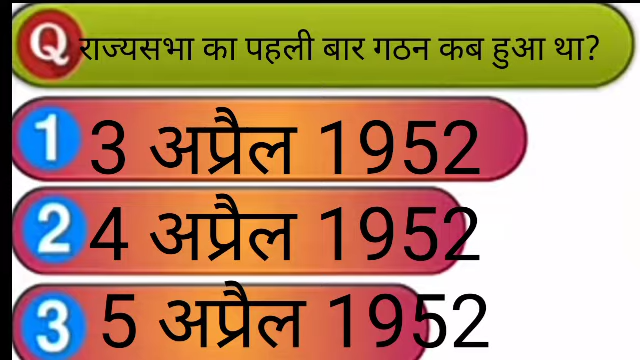 Q राज्यसभा का पहली बार गठन कब हुआ था?
1 3 अप्रैल 1952
2 4 अप्रैल 1952
3 5 अप्रैल 1952